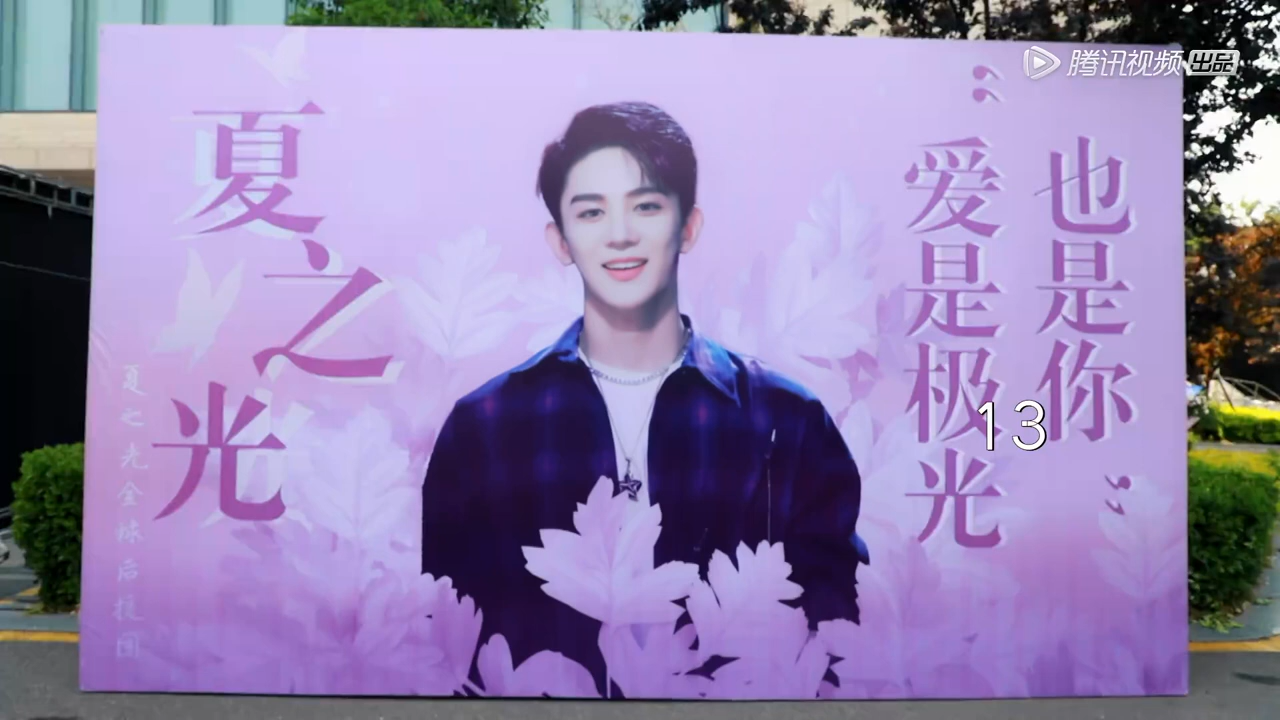 腾讯视频 出品
夏之光
夏之光全球后援团
“爱是极光
也是你”
13